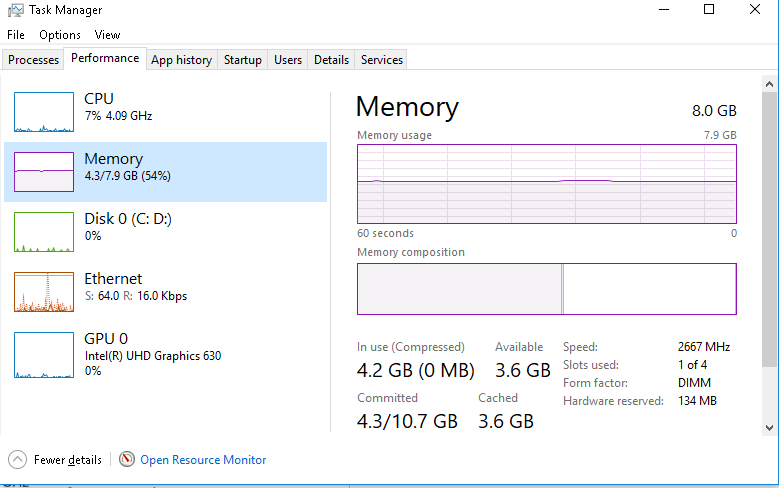 Task Manager
File Options View
Processes Performance App history Startup Users Details Services
CPU
7% 4.09 GHz
Memory
4.3/7.9 GB (54%)
Disk 0 (C: D:)
0%
Ethernet
S: 64.0 R: 16.0 Kbps
GPU 0
Intel(R) UHD Graphics 630
0%
Memory 8.0 GB
Memory usage 7.9 GB
60 seconds 0
Memory composition
In use (Compressed) Available
4.2 GB (0 MB) 3.6 GB
Committed Cached
4.3/10.7 GB 3.6 GB
Speed: 2667 MHz
Slots used: 1 of 4
Form factor: DIMM
Hardware reserved: 134 MB
Fewer details Open Resource Monitor